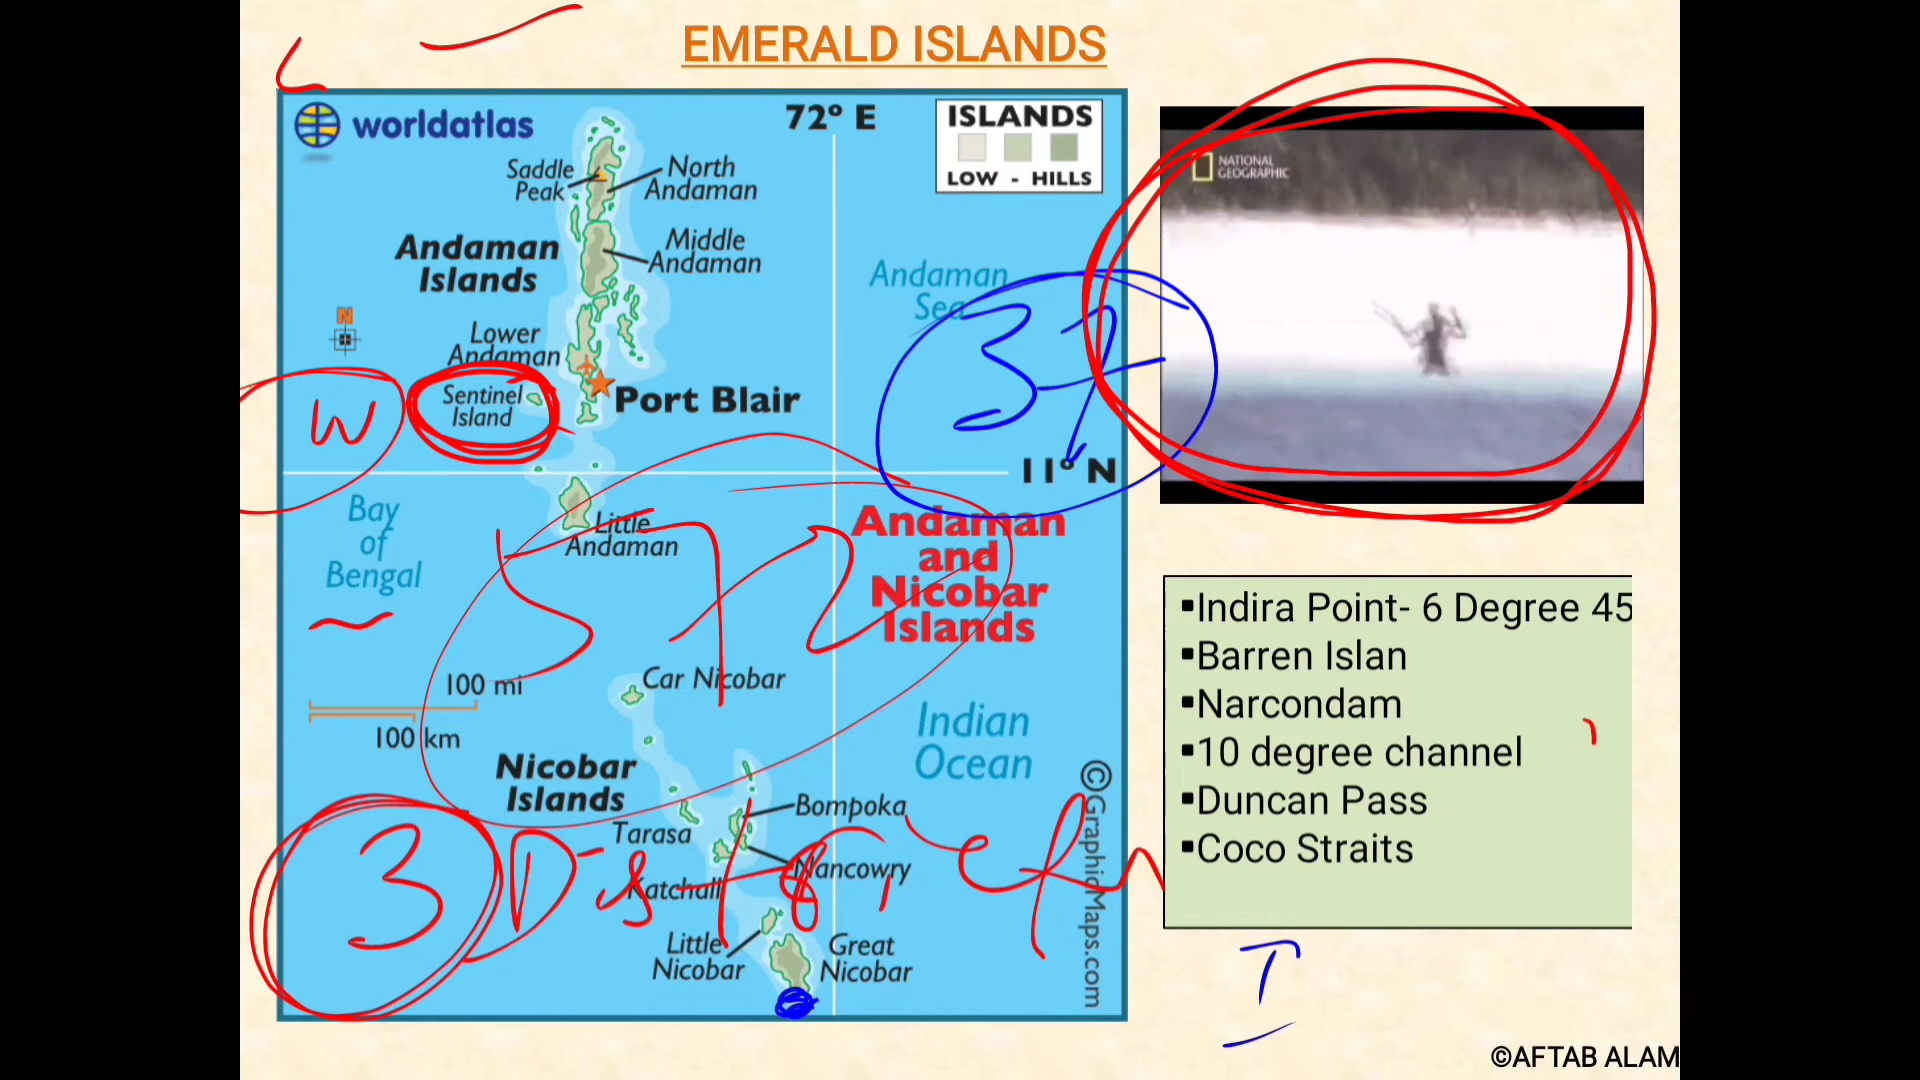 EMERALD ISLANDS
worldatlas
72° E
ISLANDS
LOW - HILLS
Saddle
Peak
North
Andaman
Andaman
Islands
Middle
Andaman
Andaman
Sea
N
Lower
Andaman
Sentinel
Island
Port Blair
W
37
11° N
Bay
of
Bengal
Little
Andaman
572
Andaman
and
Nicobar
Islands
100 mi
100 km
Car Nicobar
Indian
Ocean
Nicobar
Islands
Bompoka
Tarasa
Nancowry
Katchall
3
Little
Nicobar
Great
Nicobar
©GraphicMaps.com
NATIONAL
GEOGRAPHIC
▪Indira Point- 6 Degree 45
▪Barren Islan
▪Narcondam
▪10 degree channel
▪Duncan Pass
▪Coco Straits
I
©AFTAB ALAM